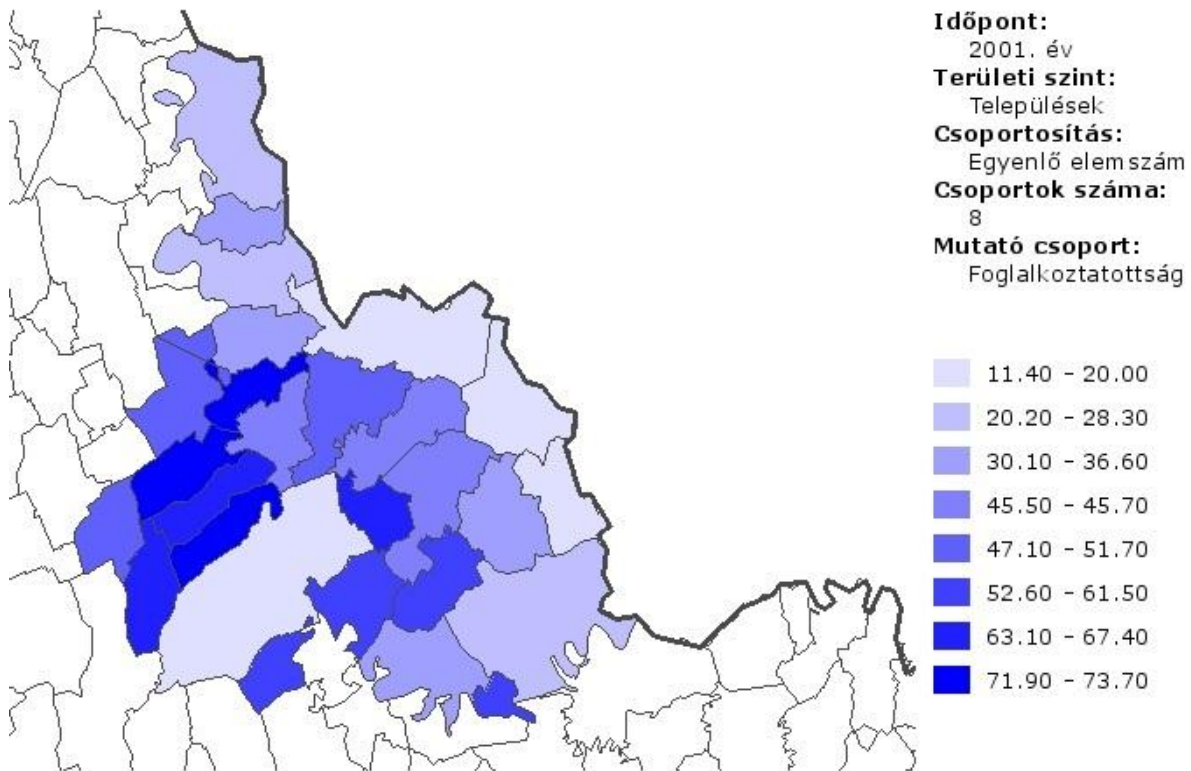 Időpont:
2001. év
Területi szint:
Települések
Csoportosítás:
Egyenlő elemszám
Csoportok száma:
8
Mutató csoport:
Foglalkoztatottság
11.40 - 20.00
20.20 - 28.30
30.10 - 36.60
45.50 - 45.70
47.10 - 51.70
52.60 - 61.50
63.10 - 67.40
71.90 - 73.70